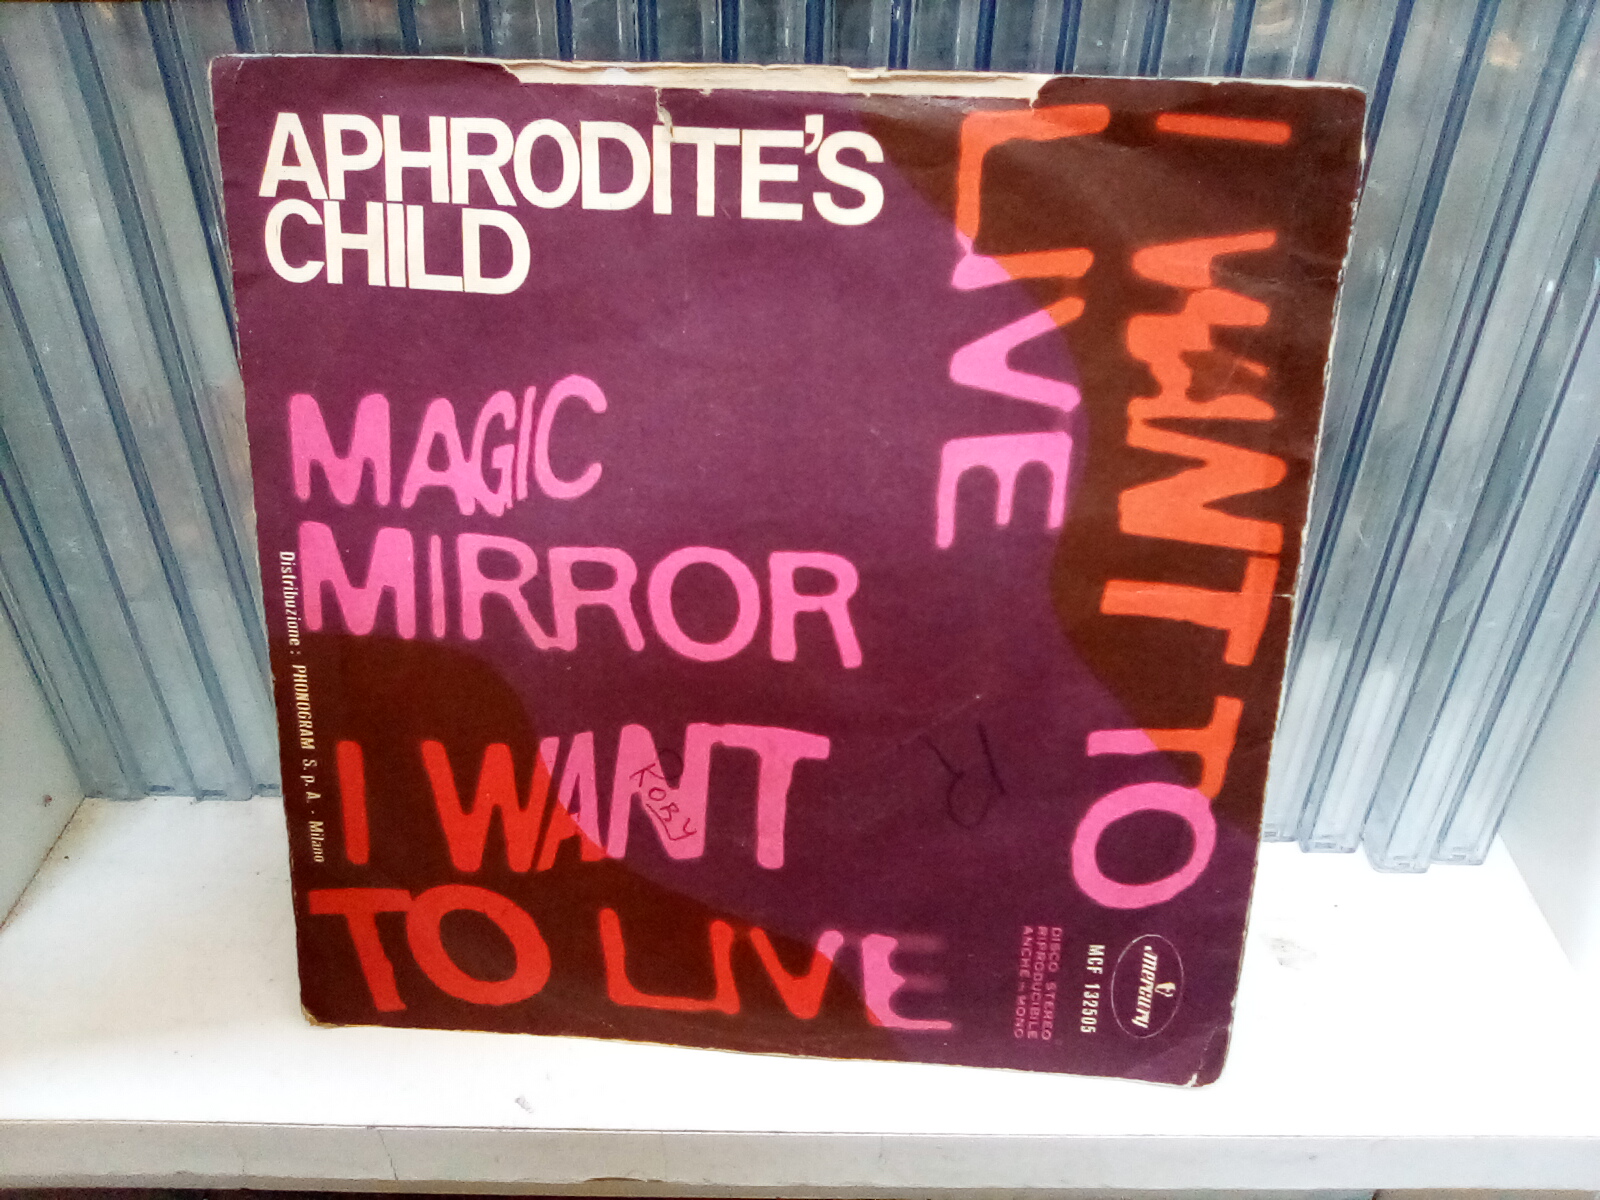 APHRODITE'S
CHILD
MAGIC
MIRROR
I WANT
TO LIVE
KOBY
I WANT TO
LIVE
R
Distribuzione: PHONOGRAM S.p.A. · Milano
mercury
MCF 132505
DISCO STEREO
RIPRODUCIBILE
ANCHE in MONO